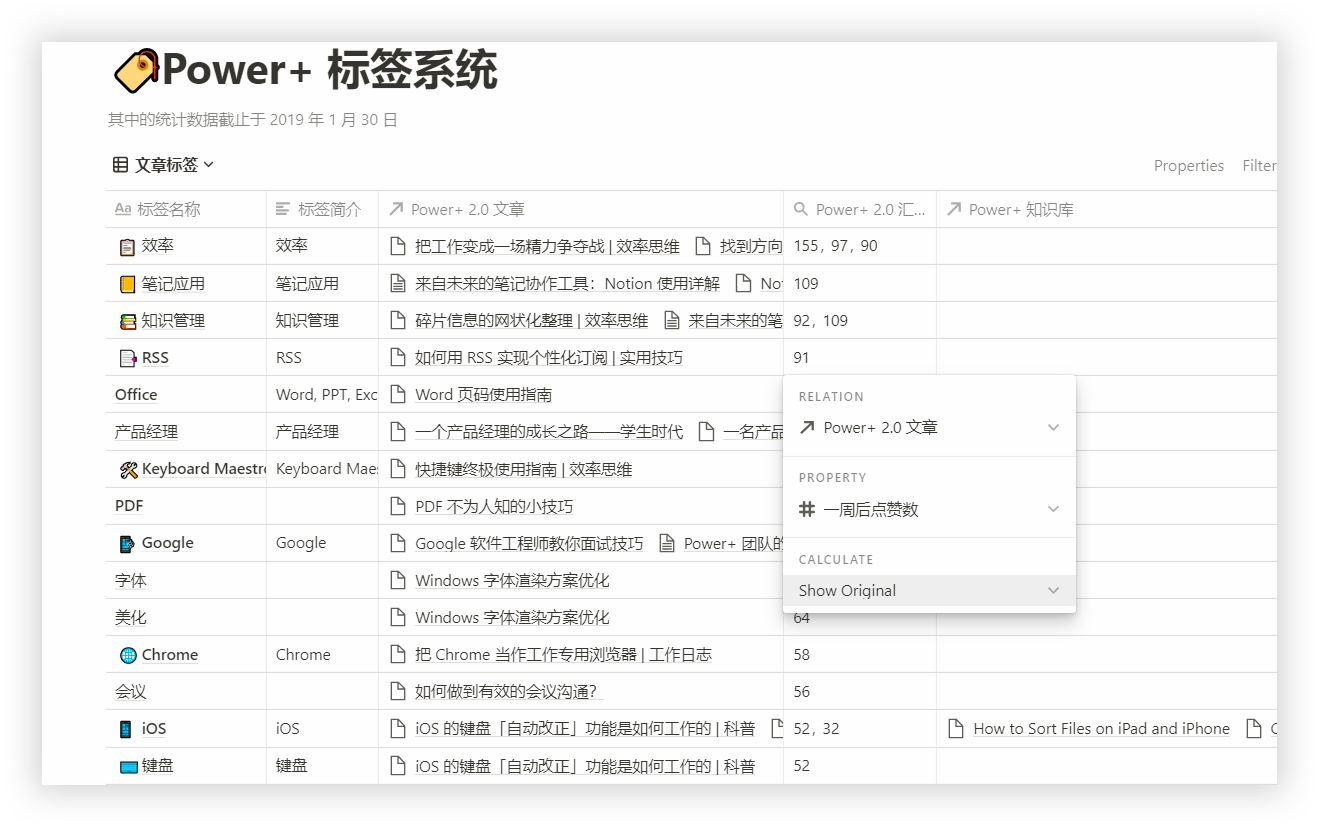 Power+ 标签系统
其中的统计数据截止于 2019 年 1 月 30 日
文章标签 Properties Filter
Aa 标签名称 标签简介 Power+ 2.0 文章 Power+ 2.0 汇... Power+ 知识库
效率 效率 把工作变成一场精力争夺战 | 效率思维 找到方向 155, 97, 90
笔记应用 笔记应用 来自未来的笔记协作工具：Notion 使用详解 Not 109
知识管理 知识管理 碎片信息的网状化整理 | 效率思维 来自未来的笔 92, 109
RSS RSS 如何用 RSS 实现个性化订阅 | 实用技巧 91
Office Word, PPT, Exc Word 页码使用指南
RELATION
产品经理 产品经理 一个产品经理的成长之路——学生时代 一名产品
Power+ 2.0 文章
Keyboard Maestro Keyboard Maes 快捷键终极使用指南 | 效率思维
PROPERTY
PDF PDF 不为人知的小技巧
一周后点赞数
Google Google Google 软件工程师教你面试技巧 Power+ 团队的
CALCULATE
字体 Windows 字体渲染方案优化
Show Original
美化 Windows 字体渲染方案优化 64
Chrome Chrome 把 Chrome 当作工作专用浏览器 | 工作日志 58
会议 如何做到有效的会议沟通？ 56
iOS iOS iOS 的键盘「自动改正」功能是如何工作的 | 科普 52, 32 How to Sort Files on iPad and iPhone
键盘 键盘 iOS 的键盘「自动改正」功能是如何工作的 | 科普 52